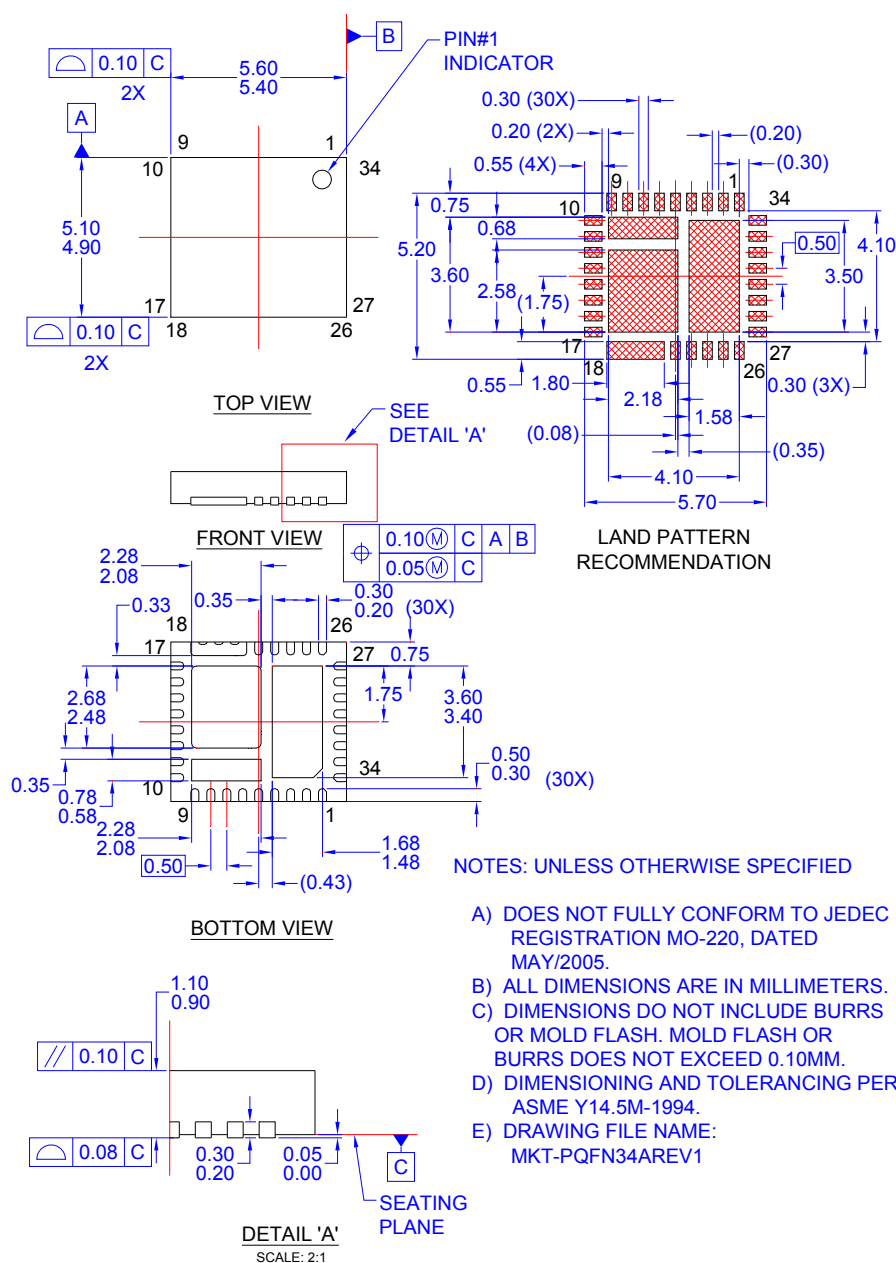 0.10 C
2X
5.60
5.40
B
PIN#1
INDICATOR
A
9
1
10
34
5.10
4.90
17
27
18
26
0.10 C
2X
TOP VIEW
0.30 (30X)
0.20 (2X)
(0.20)
0.55 (4X)
(0.30)
9
1
34
10
0.75
0.68
5.20
3.60
2.58
(1.75)
0.50
4.10
3.50
17
18
27
26
0.55
1.80
0.30 (3X)
2.18
1.58
(0.08)
(0.35)
4.10
5.70
LAND PATTERN
RECOMMENDATION
SEE
DETAIL 'A'
FRONT VIEW
0.10Ⓜ C A B
0.05Ⓜ C
2.28
2.08
0.33
0.35
0.30
0.20 (30X)
18
26
17
27
0.75
1.75
2.68
2.48
3.60
3.40
0.35
34
0.50
0.30 (30X)
10
0.78
0.58
9
1
2.28
2.08
1.68
1.48
0.50
(0.43)
BOTTOM VIEW
NOTES: UNLESS OTHERWISE SPECIFIED
A) DOES NOT FULLY CONFORM TO JEDEC
REGISTRATION MO-220, DATED
MAY/2005.
B) ALL DIMENSIONS ARE IN MILLIMETERS.
C) DIMENSIONS DO NOT INCLUDE BURRS
OR MOLD FLASH. MOLD FLASH OR
BURRS DOES NOT EXCEED 0.10MM.
D) DIMENSIONING AND TOLERANCING PER
ASME Y14.5M-1994.
E) DRAWING FILE NAME:
MKT-PQFN34AREV1
1.10
0.90
// 0.10 C
0.08 C
0.30
0.20
0.05
0.00
C
SEATING
PLANE
DETAIL 'A'
SCALE: 2:1